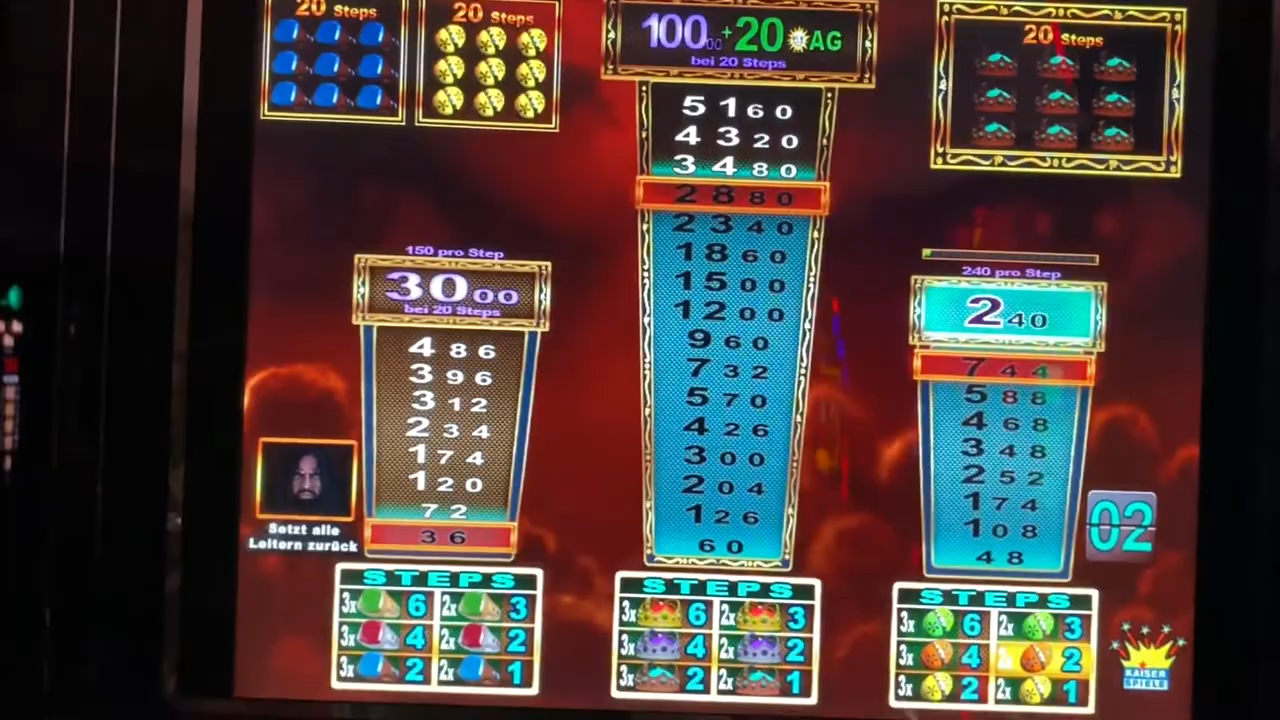 20 Steps
20 Steps
100 00 + 20 AG
bei 20 Steps
20 Steps
5160
4320
3480
2880
2340
1860
1500
1200
960
732
570
426
300
204
126
60
150 pro Step
3000
bei 20 Steps
486
396
312
234
174
120
72
36
Setzt alle
Leitern zurück
240 pro Step
240
744
588
468
348
252
174
108
48
02
STEPS
3x 6 2x 3
3x 4 2x 2
3x 2 2x 1
STEPS
3x 6 2x 3
3x 4 2x 2
3x 2 2x 1
STEPS
3x 6 2x 3
3x 4 2x 2
3x 2 2x 1
KAISER
SPIELE